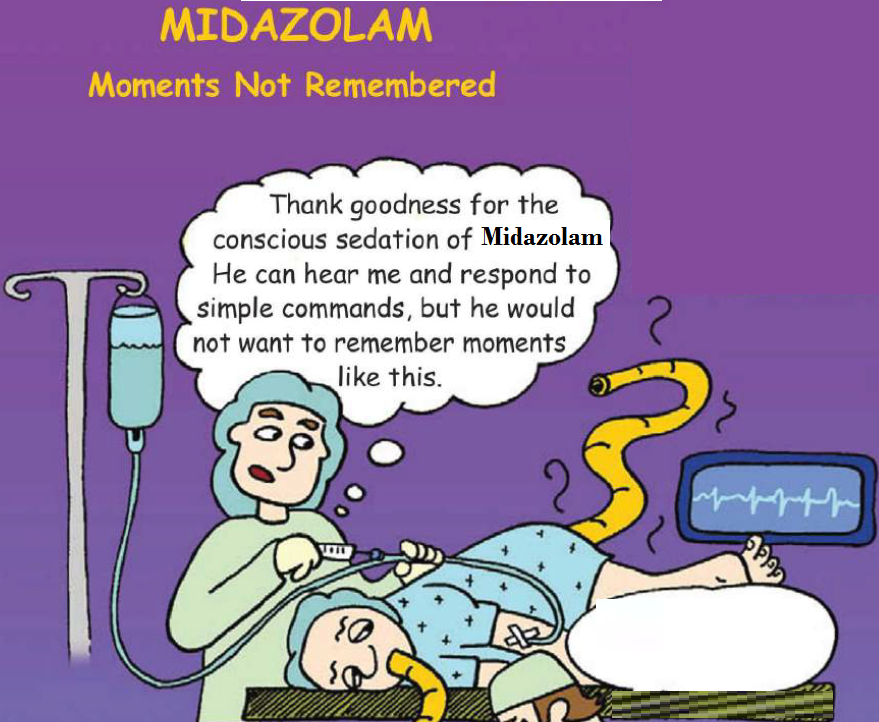 MIDAZOLAM
Moments Not Remembered
Thank goodness for the
conscious sedation of Midazolam
He can hear me and respond to
simple commands, but he would
not want to remember moments
like this.
?
?
?
?